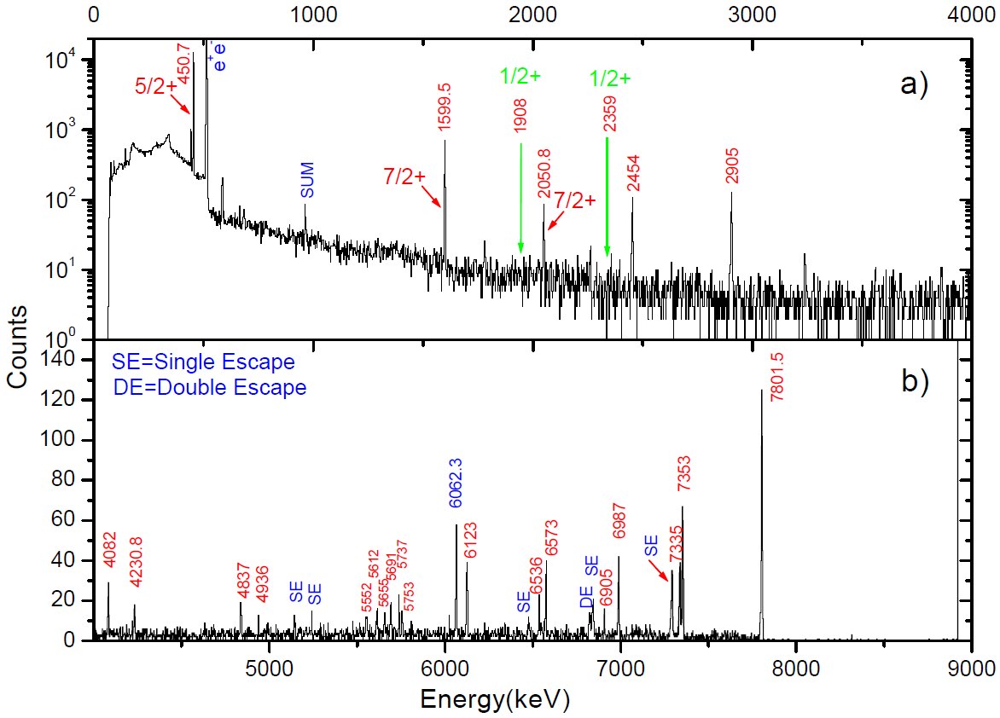 0 1000 2000 3000 4000
10⁴
10³
10²
10¹
10⁰
450.7
e⁺e⁻
5/2+
SUM
1599.5
7/2+
1/2+
1908
2050.8
7/2+
1/2+
2359
2454
2905
a)
Counts
140
120
100
80
60
40
20
0
SE=Single Escape
DE=Double Escape
b)
4082
4230.8
4837
4936
SE
SE
5552
5612
5655
5691
5737
5753
6062.3
6123
SE
6536
6573
DE
SE
6905
6987
SE
7335
7353
7801.5
5000 6000 7000 8000 9000
Energy(keV)